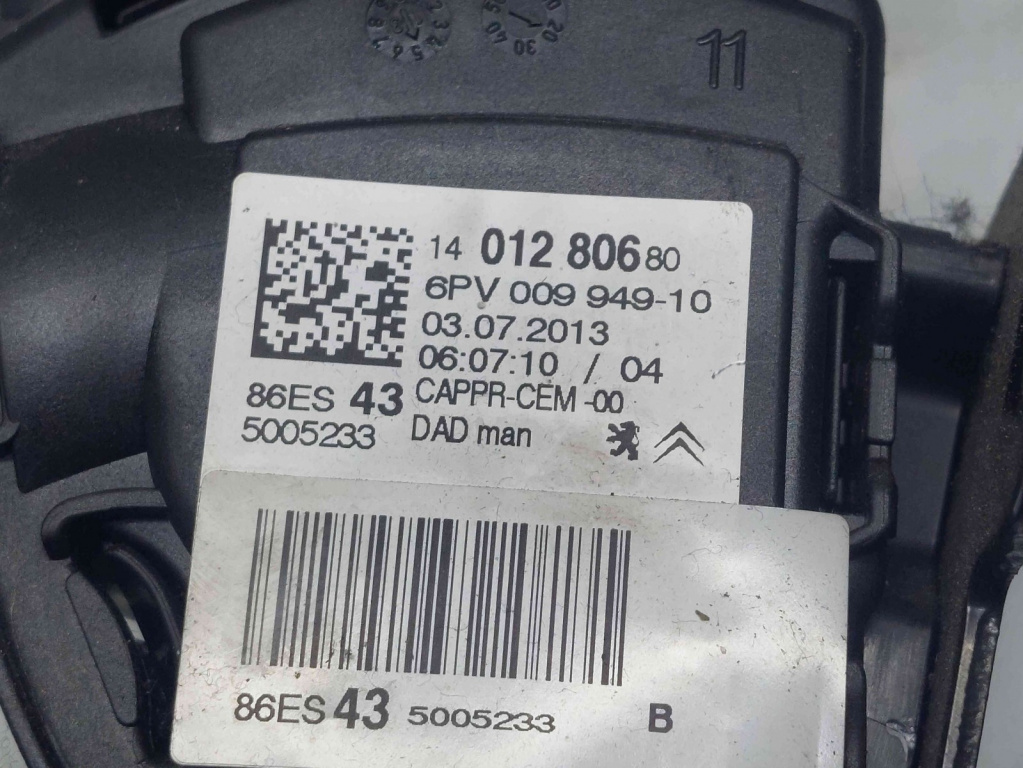 11
14 012 806 80
6PV 009 949-10
03.07.2013
06:07:10 / 04
86ES 43 CAPPR-CEM -00
5005233 DAD man
86ES 43 5005233 B